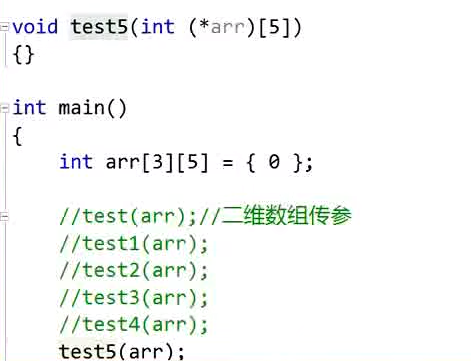 void test5(int (*arr)[5])
{}
int main()
{
int arr[3][5] = { 0 };
//test(arr);//二维数组传参
//test1(arr);
//test2(arr);
//test3(arr);
//test4(arr);
test5(arr);